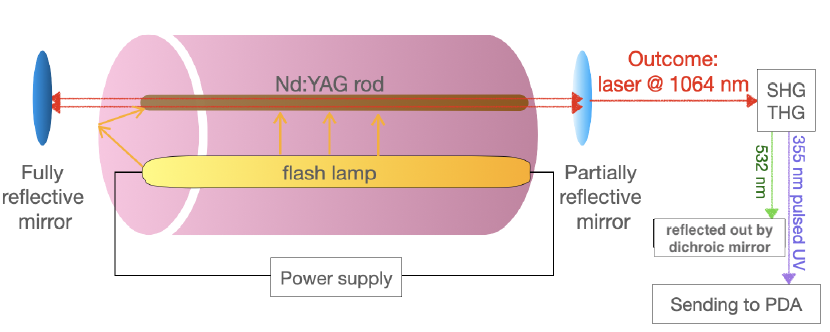 Outcome:
laser @ 1064 nm
Nd:YAG rod
SHG
THG
Fully
reflective
mirror
flash lamp
Partially
reflective
mirror
532 nm
355 nm pulsed UV
reflected out by
dichroic mirror
Power supply
Sending to PDA